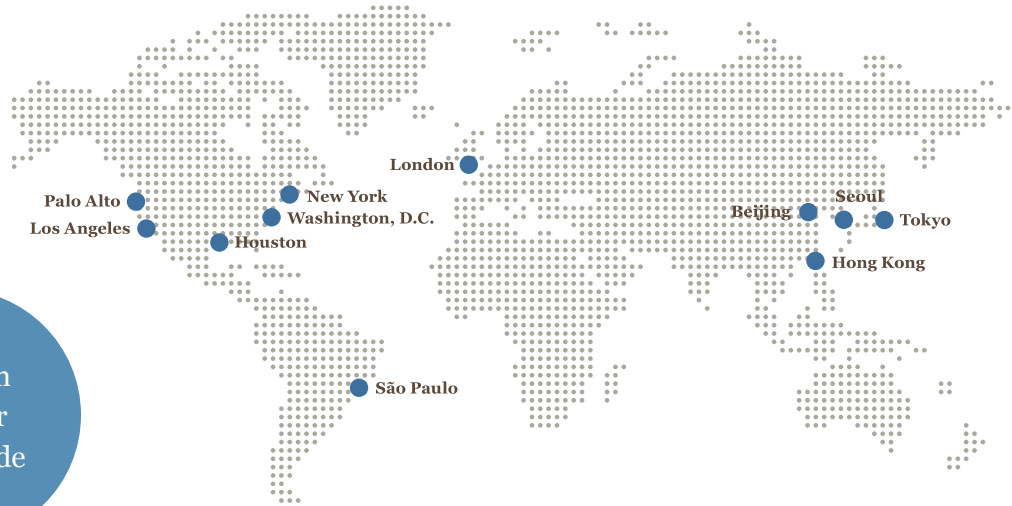 London
New York
Palo Alto
Seoul
Beijing
Washington, D.C.
Tokyo
Los Angeles
Houston
Hong Kong
São Paulo